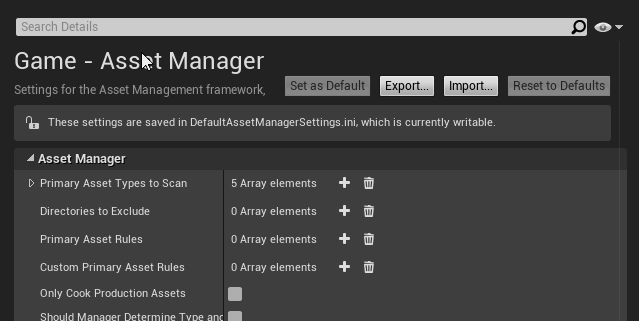 Search Details
Game - Asset Manager
Settings for the Asset Management framework,
Set as Default
Export...
Import...
Reset to Defaults
These settings are saved in DefaultAssetManagerSettings.ini, which is currently writable.
Asset Manager
Primary Asset Types to Scan 5 Array elements
Directories to Exclude 0 Array elements
Primary Asset Rules 0 Array elements
Custom Primary Asset Rules 0 Array elements
Only Cook Production Assets
Should Manager Determine Type and